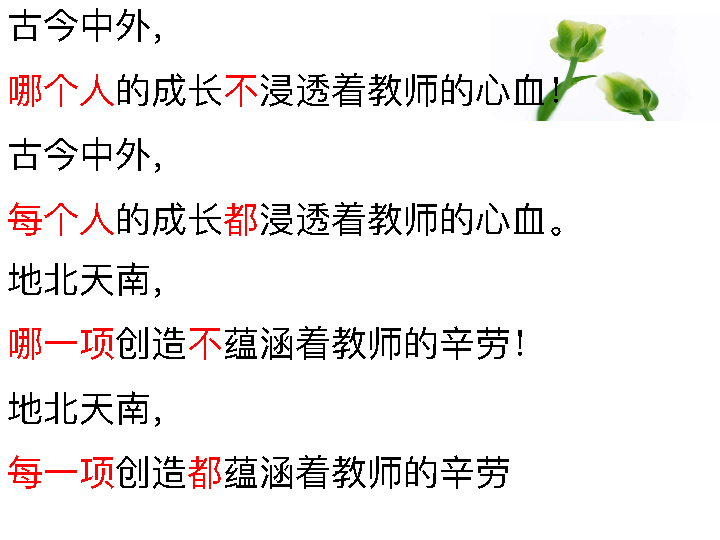 古今中外，
哪个人的成长不浸透着教师的心血！
古今中外，
每个人的成长都浸透着教师的心血。
地北天南，
哪一项创造不蕴涵着教师的辛劳！
地北天南，
每一项创造都蕴涵着教师的辛劳